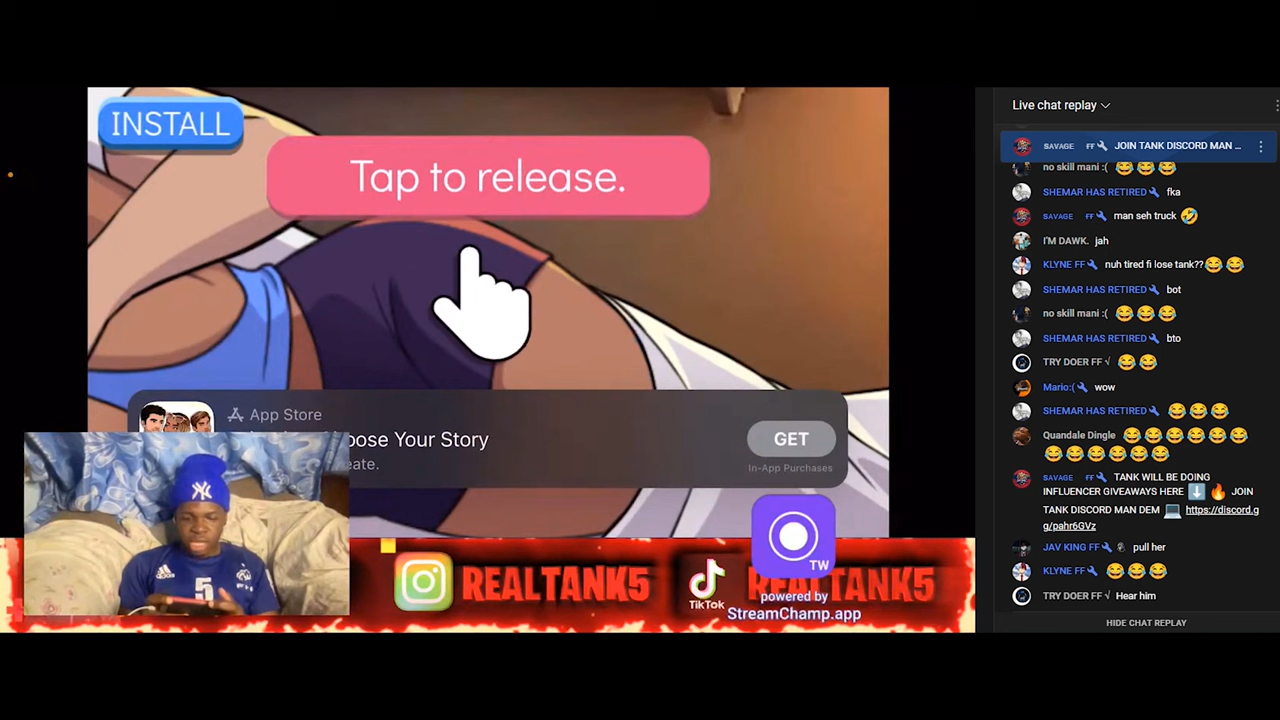 INSTALL
Tap to release.
App Store
oose Your Story
eate.
GET
In-App Purchases
5
REALTANK5
TikTok
REALTANK5
TW
powered by
StreamChamp.app
Live chat replay
SAVAGE FF JOIN TANK DISCORD MAN ...
no skill mani :( 😂😂😂
SHEMAR HAS RETIRED fka
SAVAGE FF man seh truck 🤣
I'M DAWK. jah
KLYNE FF nuh tired fi lose tank??😂😂
SHEMAR HAS RETIRED bot
no skill mani :( 😂😂😂
SHEMAR HAS RETIRED bto
TRY DOER FF √ 😂😂
Mario:( wow
SHEMAR HAS RETIRED 😂😂😂
Quandale Dingle 😂😂😂😂😂😂
😂😂😂😂😂😂
SAVAGE FF TANK WILL BE DOING
INFLUENCER GIVEAWAYS HERE ⬇️🔥 JOIN
TANK DISCORD MAN DEM 💻 https://discord.g
g/pahr6GVz
JAV KING FF pull her
KLYNE FF 😂😂😂
TRY DOER FF √ Hear him
HIDE CHAT REPLAY